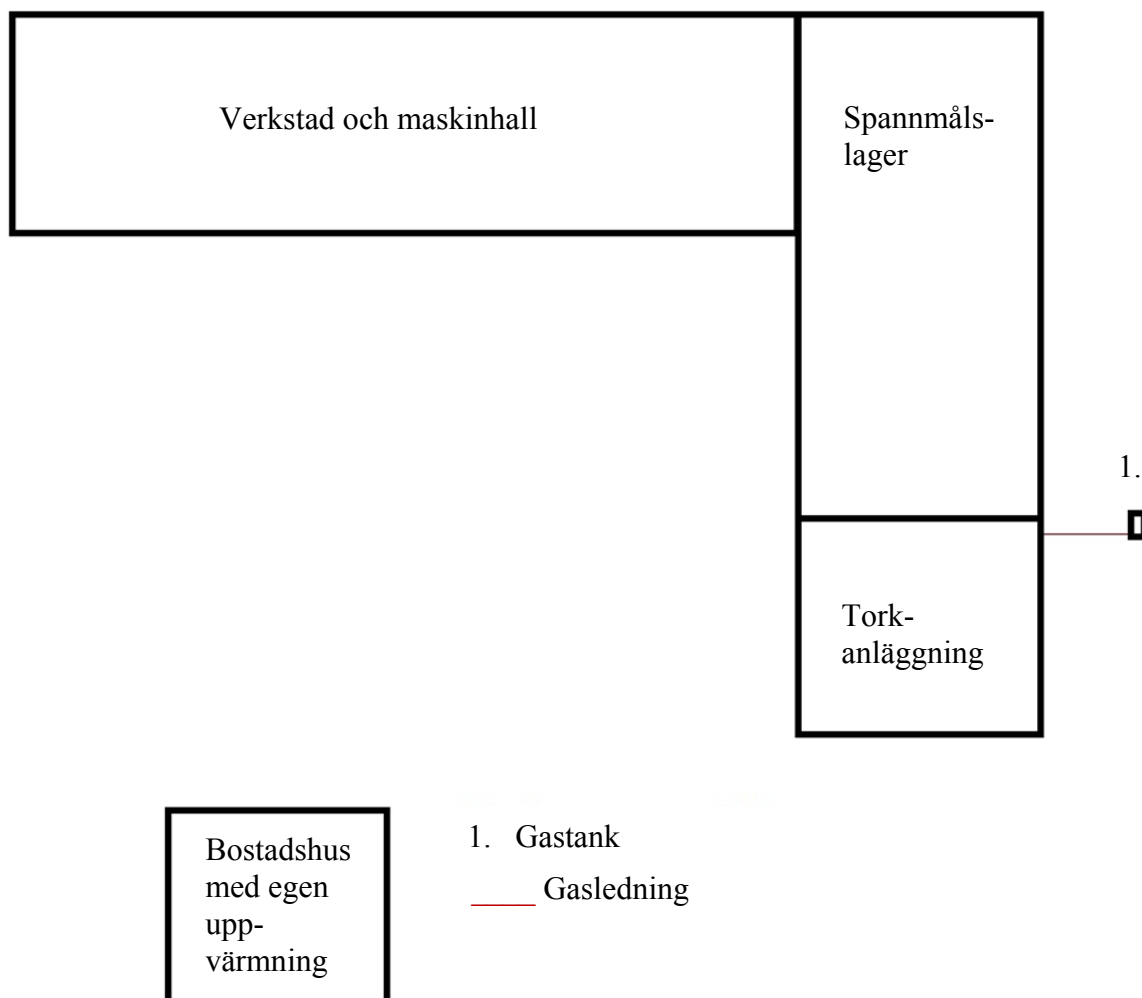 Verkstad och maskinhall
Spannmåls-
lager
1.
Tork-
anläggning
Bostadshus
med egen
upp-
värmning
1. Gastank
Gasledning